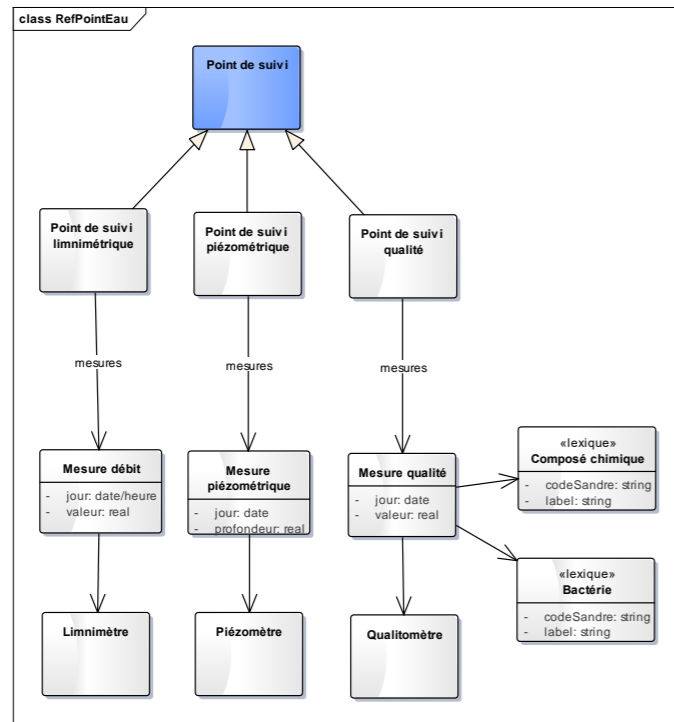 class RefPointEau
Point de suivi
Point de suivi
limnimétrique
Point de suivi
piézométrique
Point de suivi
qualité
mesures
mesures
mesures
Mesure débit
- jour: date/heure
- valeur: real
Mesure
piézométrique
- jour: date
- profondeur: real
Mesure qualité
- jour: date
- valeur: real
«lexique»
Composé chimique
- codeSandre: string
- label: string
«lexique»
Bactérie
- codeSandre: string
- label: string
Limnimètre
Piézomètre
Qualitomètre